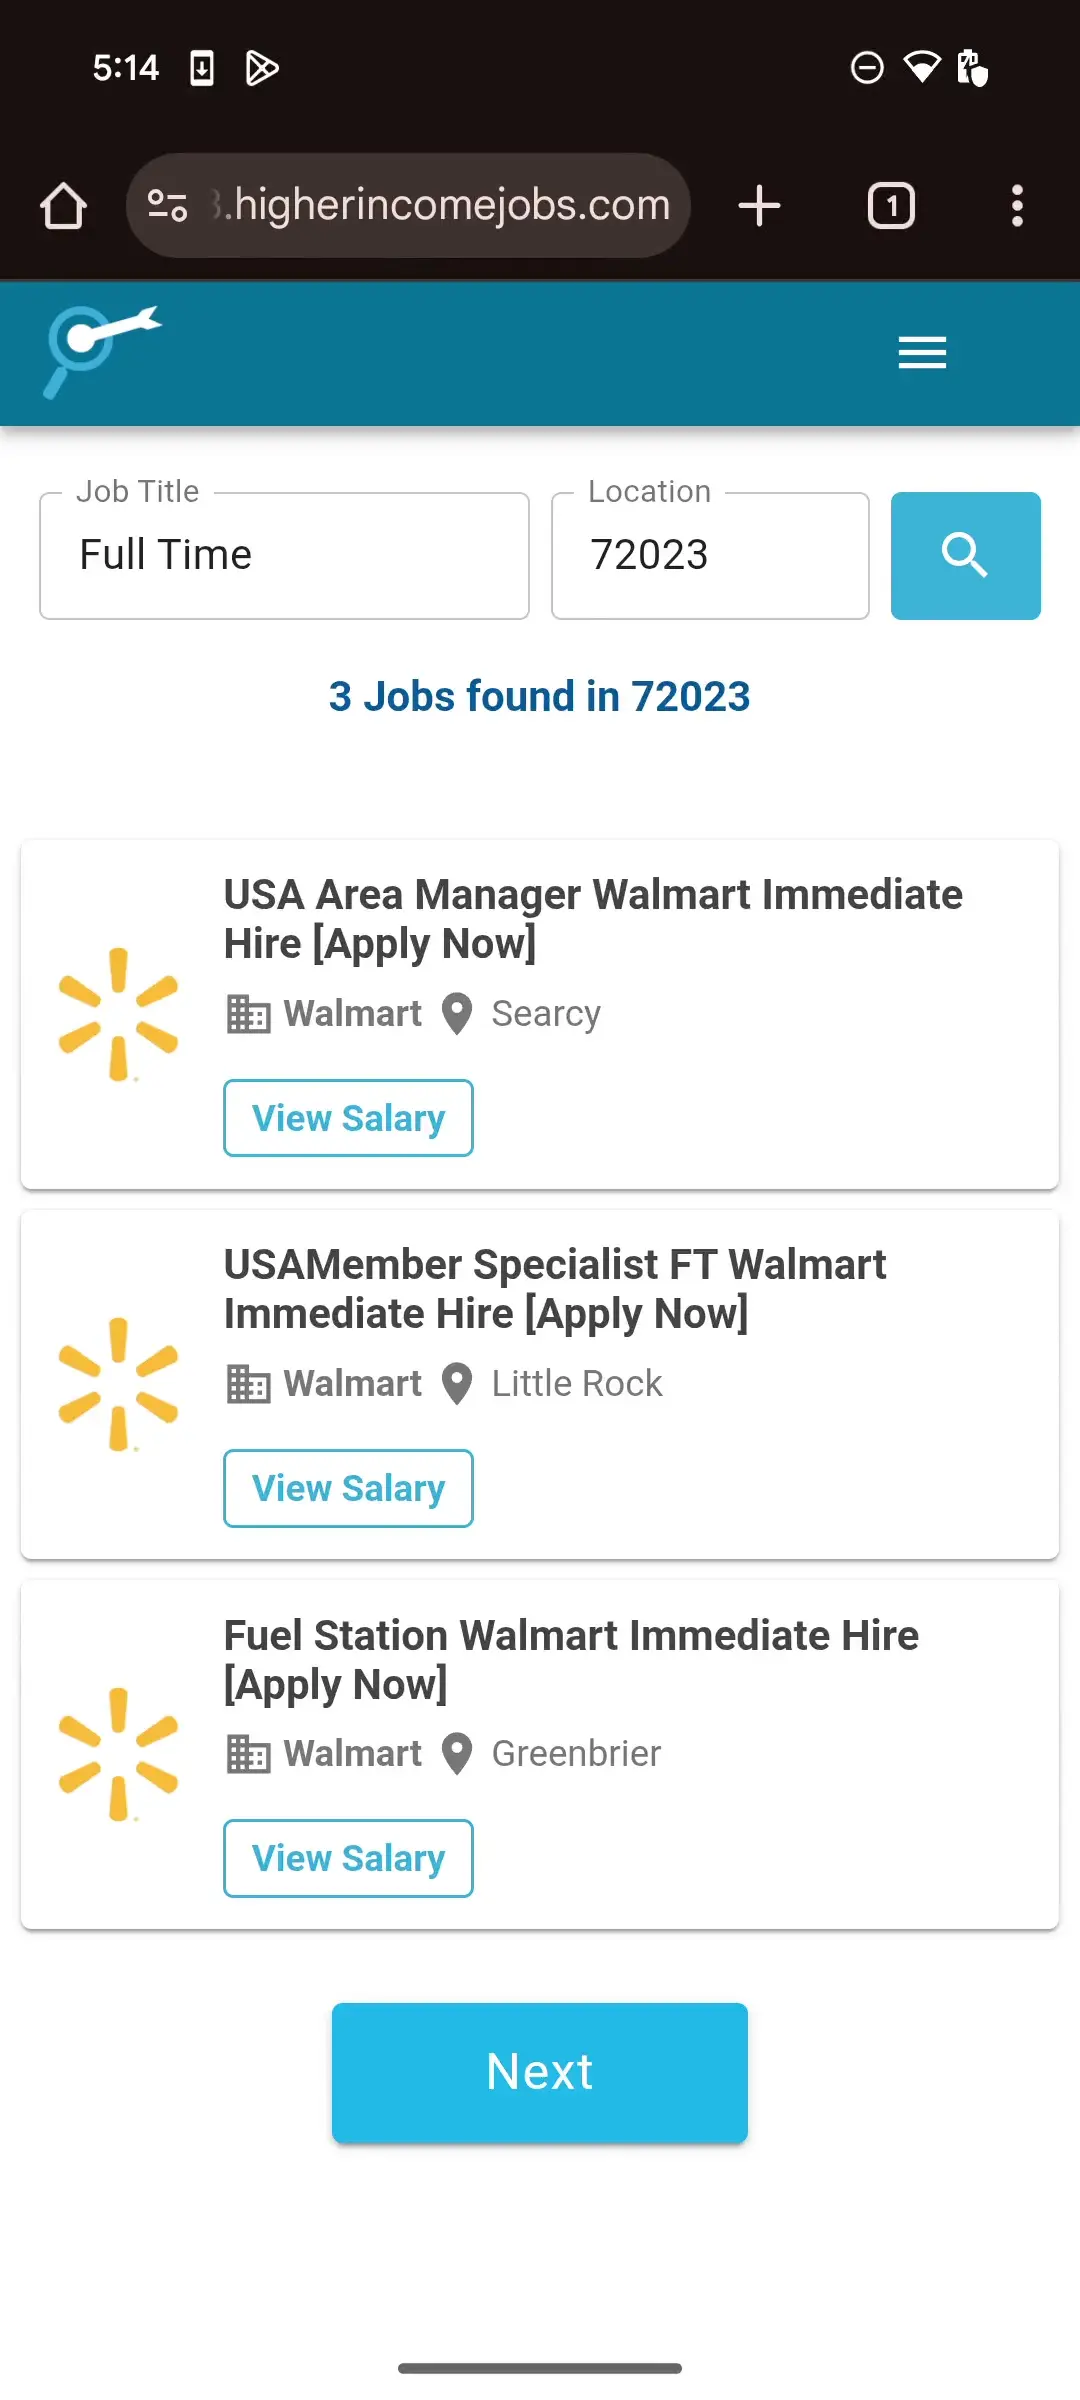 5:14
.higherincomejobs.com
1
Job Title
Location
Full Time
72023
3 Jobs found in 72023
USA Area Manager Walmart Immediate
Hire [Apply Now]
Walmart Searcy
View Salary
USAMember Specialist FT Walmart
Immediate Hire [Apply Now]
Walmart Little Rock
View Salary
Fuel Station Walmart Immediate Hire
[Apply Now]
Walmart Greenbrier
View Salary
Next